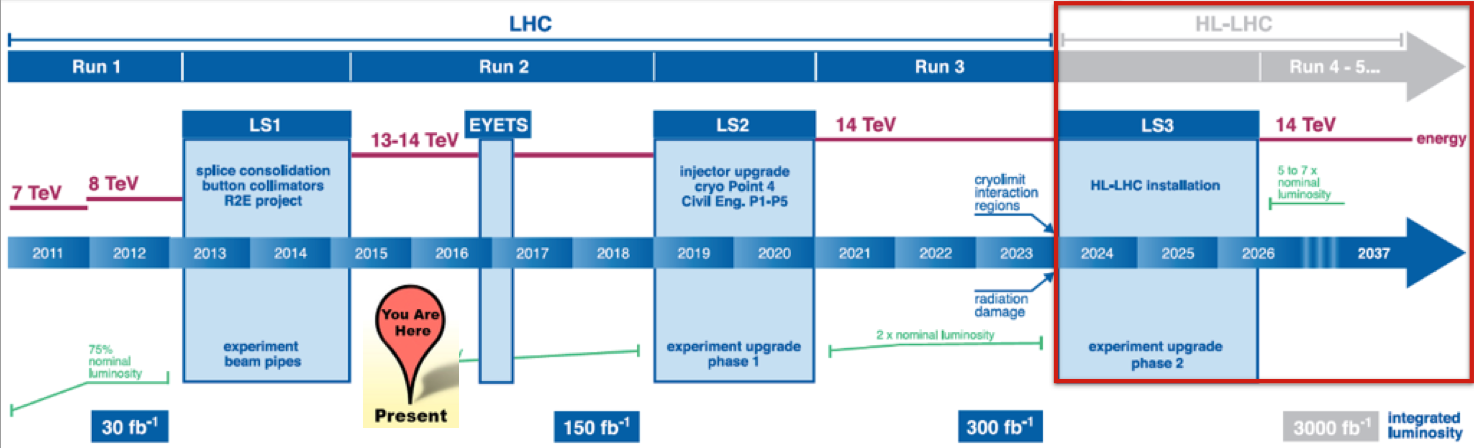 LHC
HL-LHC
Run 1
Run 2
Run 3
Run 4 - 5...
LS1
EYETS
LS2
LS3
7 TeV
8 TeV
13-14 TeV
14 TeV
14 TeV
energy
splice consolidation
button collimators
R2E project
injector upgrade
cryo Point 4
Civil Eng. P1-P5
cryolimit
interaction
regions
HL-LHC installation
5 to 7 x
nominal
luminosity
2011
2012
2013
2014
2015
2016
2017
2018
2019
2020
2021
2022
2023
2024
2025
2026
2037
radiation
damage
75%
nominal
luminosity
experiment
beam pipes
You Are
Here
Present
experiment upgrade
phase 1
2 x nominal luminosity
experiment upgrade
phase 2
30 fb⁻¹
150 fb⁻¹
300 fb⁻¹
3000 fb⁻¹
integrated
luminosity